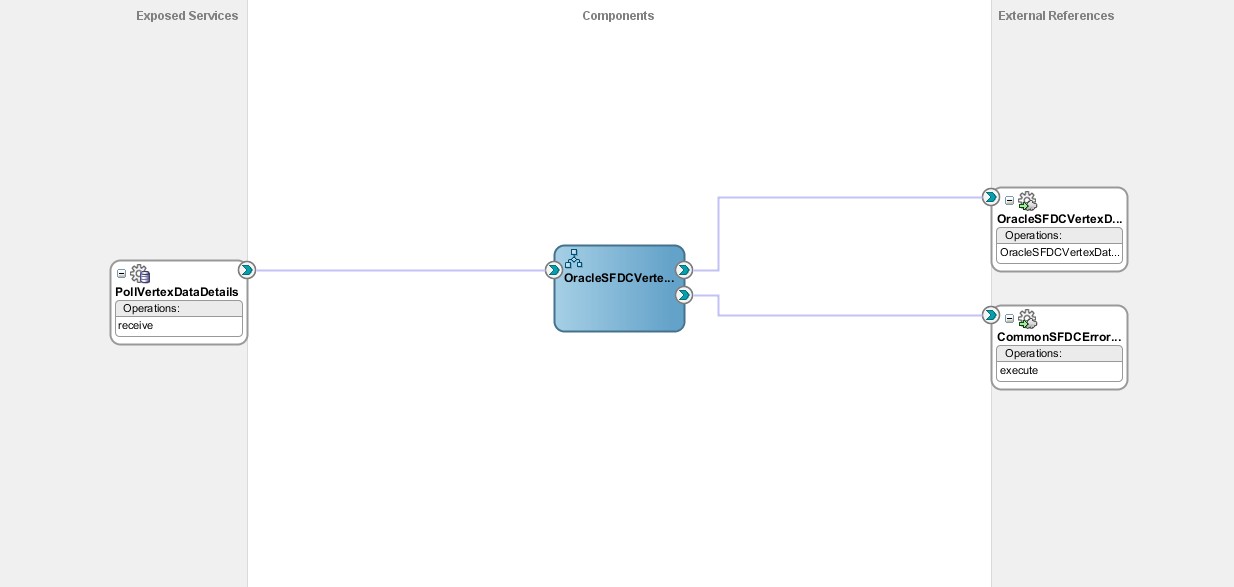 Exposed Services
Components
External References
PollVertexDataDetails
Operations:
receive
OracleSFDCVerte...
OracleSFDCVertexD...
Operations:
OracleSFDCVertexDat...
CommonSFDCError...
Operations:
execute